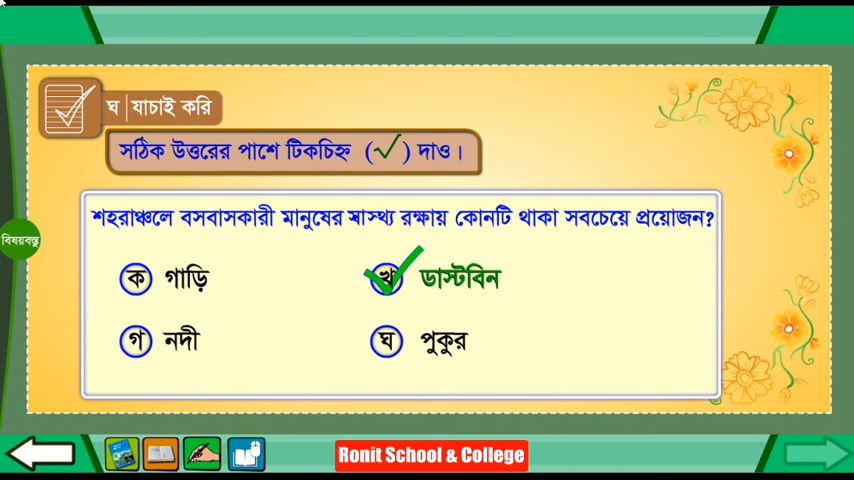 ঘ | যাচাই করি
সঠিক উত্তরের পাশে টিকচিহ্ন (✓) দাও।
শহরাঞ্চলে বসবাসকারী মানুষের স্বাস্থ্য রক্ষায় কোনটি থাকা সবচেয়ে প্রয়োজন?
ক গাড়ি
খ ডাস্টবিন
গ নদী
ঘ পুকুর
বিষয়বস্তু
Ronit School & College